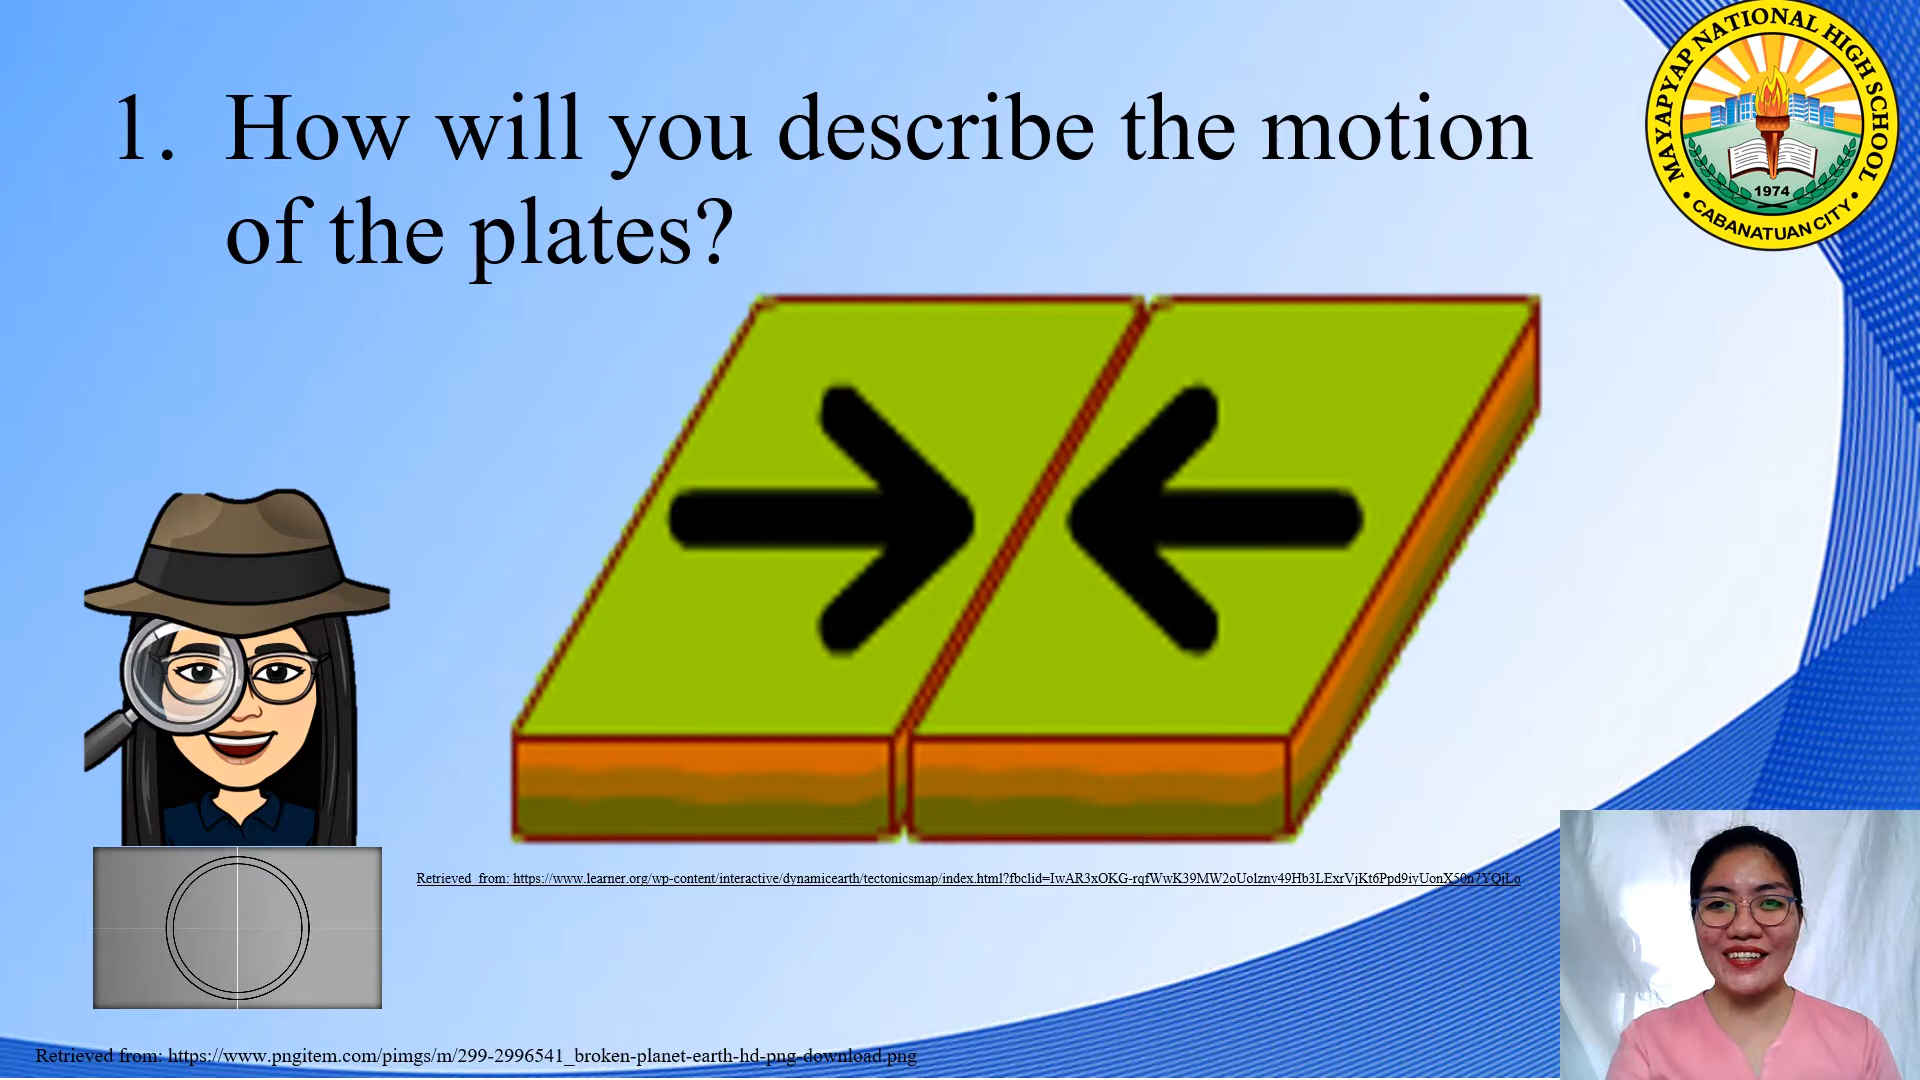 1. How will you describe the motion
of the plates?
MAYAPYAP NATIONAL HIGH SCHOOL
1974
• CABANATUAN CITY •
Retrieved from: https://www.learner.org/wp-content/interactive/dynamicearth/tectonicsmap/index.html?fbclid=IwAR3xOKG-rqfWwK39MW2oUolznv49Hb3LExrVjKt6Ppd9iyUonX50n7YQjLo
Retrieved from: https://www.pngitem.com/pimgs/m/299-2996541_broken-planet-earth-hd-png-download.png